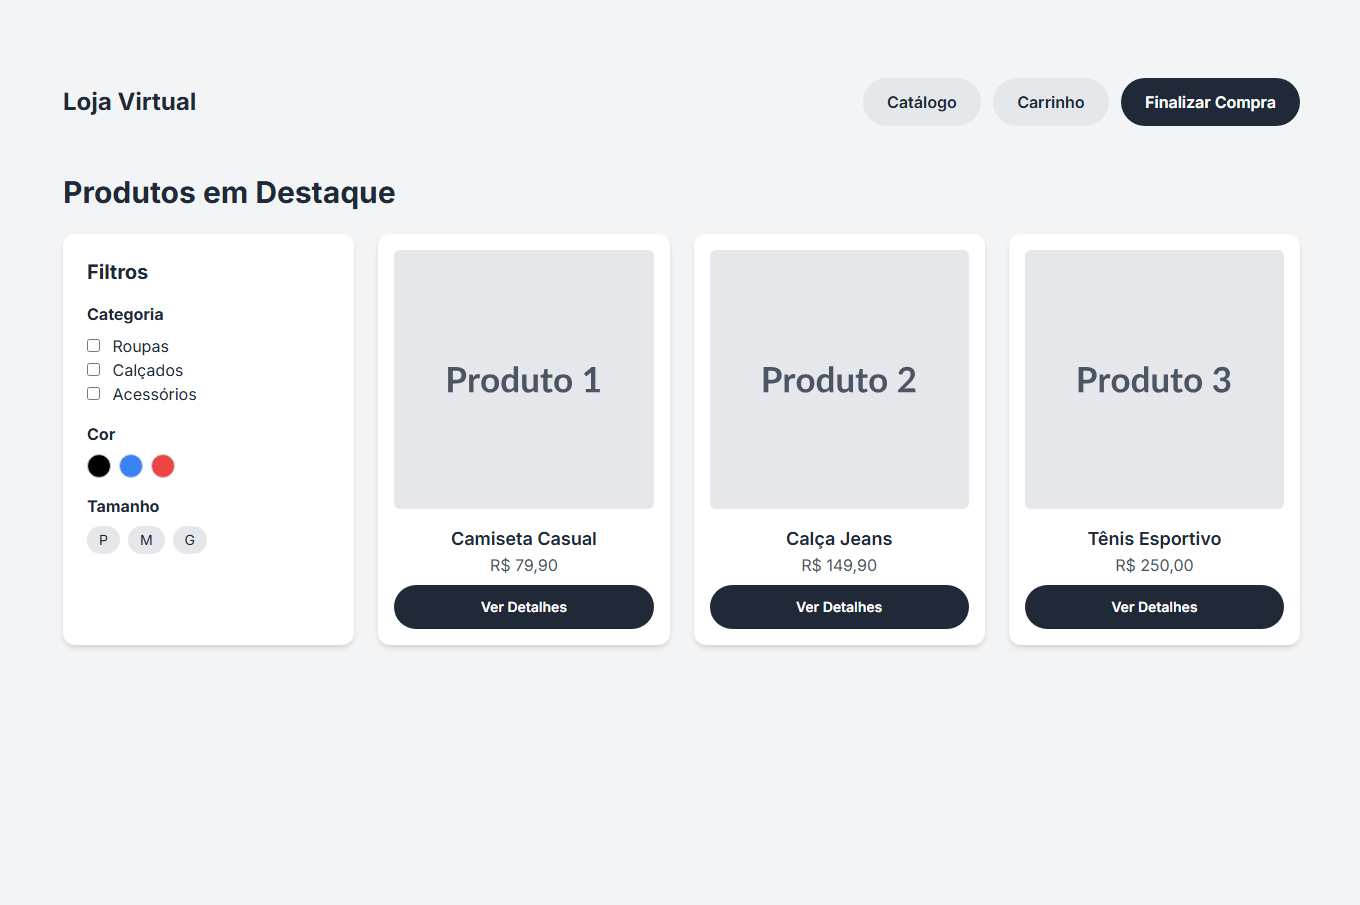 Loja Virtual
Catálogo
Carrinho
Finalizar Compra
Produtos em Destaque
Filtros
Categoria
Roupas
Calçados
Acessórios
Cor
Tamanho
P
M
G
Produto 1
Camiseta Casual
R$ 79,90
Ver Detalhes
Produto 2
Calça Jeans
R$ 149,90
Ver Detalhes
Produto 3
Tênis Esportivo
R$ 250,00
Ver Detalhes